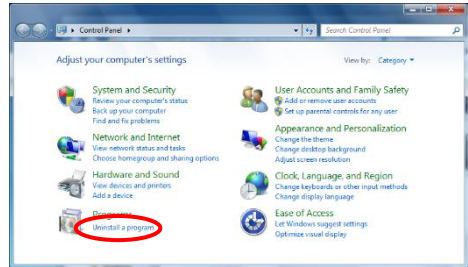 Control Panel
Search Control Panel
Adjust your computer's settings
View by: Category
System and Security
Review your computer's status
Back up your computer
Find and fix problems
Network and Internet
View network status and tasks
Choose homegroup and sharing options
Hardware and Sound
View devices and printers
Add a device
Programs
Uninstall a program
User Accounts and Family Safety
Add or remove user accounts
Set up parental controls for any user
Appearance and Personalization
Change the theme
Change desktop background
Adjust screen resolution
Clock, Language, and Region
Change keyboards or other input methods
Change display language
Ease of Access
Let Windows suggest settings
Optimize visual display